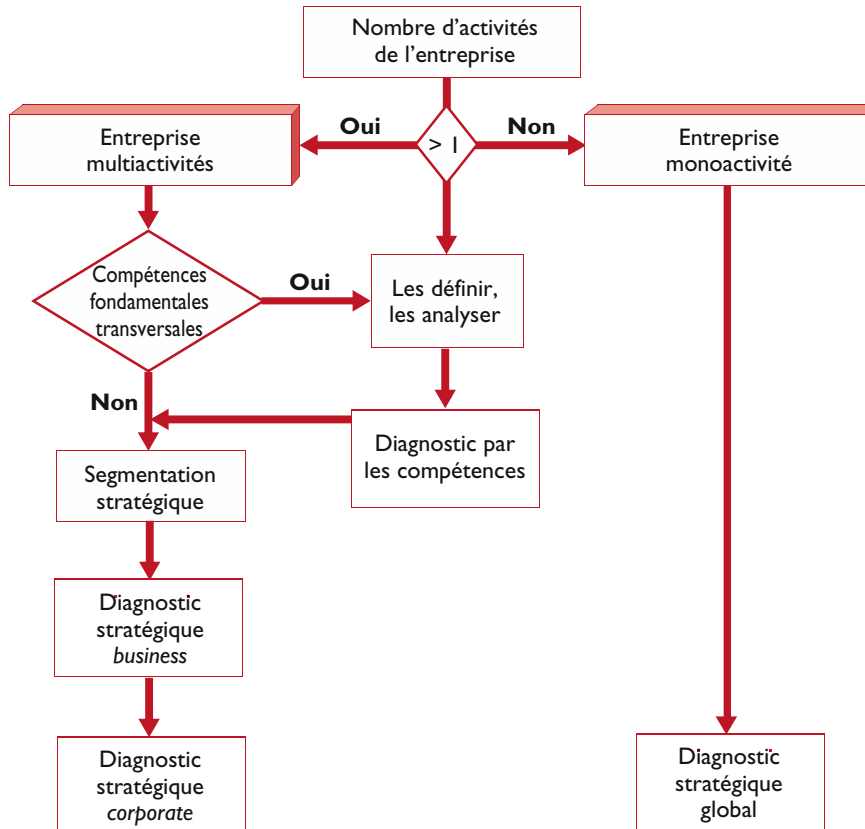 Nombre d'activités
de l'entreprise
Oui
> 1
Non
Entreprise
multiactivités
Entreprise
monoactivité
Compétences
fondamentales
transversales
Oui
Les définir,
les analyser
Non
Diagnostic par
les compétences
Segmentation
stratégique
Diagnostic
stratégique
business
Diagnostic
stratégique
corporate
Diagnostic
stratégique
global